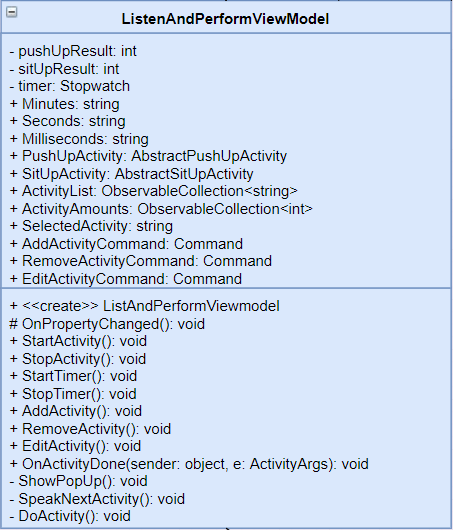 ListenAndPerformViewModel
- pushUpResult: int
- sitUpResult: int
- timer: Stopwatch
+ Minutes: string
+ Seconds: string
+ Milliseconds: string
+ PushUpActivity: AbstractPushUpActivity
+ SitUpActivity: AbstractSitUpActivity
+ ActivityList: ObservableCollection<string>
+ ActivityAmounts: ObservableCollection<int>
+ SelectedActivity: string
+ AddActivityCommand: Command
+ RemoveActivityCommand: Command
+ EditActivityCommand: Command
+ <<create>> ListAndPerformViewmodel
# OnPropertyChanged(): void
+ StartActivity(): void
+ StopActivity(): void
+ StartTimer(): void
+ StopTimer(): void
+ AddActivity(): void
+ RemoveActivity(): void
+ EditActivity(): void
+ OnActivityDone(sender: object, e: ActivityArgs): void
- ShowPopUp(): void
- SpeakNextActivity(): void
- DoActivity(): void